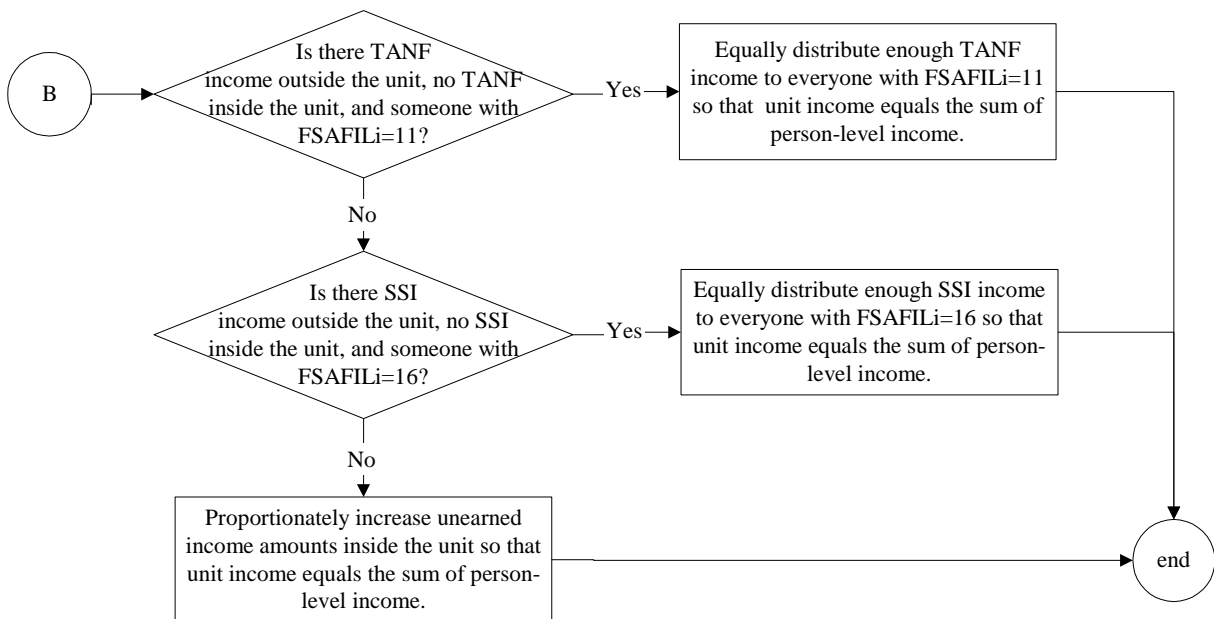 B
Is there TANF
income outside the unit, no TANF
inside the unit, and someone with
FSAFILi=11?
Yes
Equally distribute enough TANF
income to everyone with FSAFILi=11
so that unit income equals the sum of
person-level income.
No
Is there SSI
income outside the unit, no SSI
inside the unit, and someone with
FSAFILi=16?
Yes
Equally distribute enough SSI income
to everyone with FSAFILi=16 so that
unit income equals the sum of person-
level income.
No
Proportionately increase unearned
income amounts inside the unit so that
unit income equals the sum of person-
level income.
end